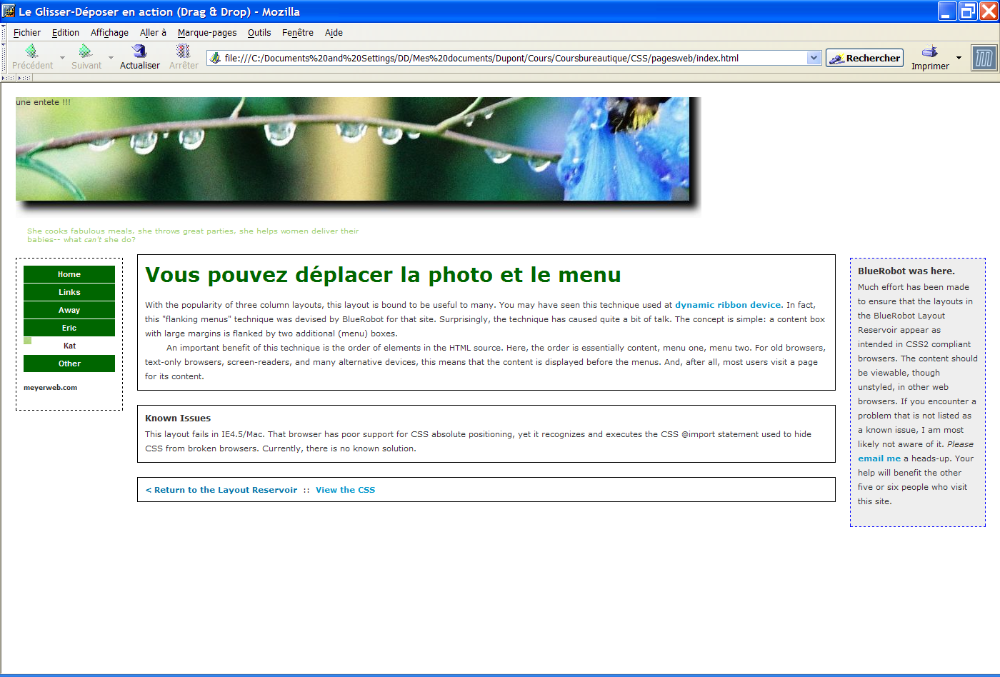 Le Glisser-Déposer en action (Drag & Drop) - Mozilla
Fichier Edition Affichage Aller à Marque-pages Outils Fenêtre Aide
Précédent Suivant Actualiser Arrêter file:///C:/Documents%20and%20Settings/DD/Mes%20documents/Dupont/Cours/Coursbureautique/CSS/pagesweb/index.html Rechercher Imprimer
une entete !!!
She cooks fabulous meals, she throws great parties, she helps women deliver their
babies-- what can't she do?
Home
Links
Away
Eric
Kat
Other
meyerweb.com
Vous pouvez déplacer la photo et le menu
With the popularity of three column layouts, this layout is bound to be useful to many. You may have seen this technique used at dynamic ribbon device. In fact,
this "flanking menus" technique was devised by BlueRobot for that site. Surprisingly, the technique has caused quite a bit of talk. The concept is simple: a content box
with large margins is flanked by two additional (menu) boxes.
An important benefit of this technique is the order of elements in the HTML source. Here, the order is essentially content, menu one, menu two. For old browsers,
text-only browsers, screen-readers, and many alternative devices, this means that the content is displayed before the menus. And, after all, most users visit a page
for its content.
Known Issues
This layout fails in IE4.5/Mac. That browser has poor support for CSS absolute positioning, yet it recognizes and executes the CSS @import statement used to hide
CSS from broken browsers. Currently, there is no known solution.
< Return to the Layout Reservoir :: View the CSS
BlueRobot was here.
Much effort has been made
to ensure that the layouts in
the BlueRobot Layout
Reservoir appear as
intended in CSS2 compliant
browsers. The content should
be viewable, though
unstyled, in other web
browsers. If you encounter a
problem that is not listed as
a known issue, I am most
likely not aware of it. Please
email me a heads-up. Your
help will benefit the other
five or six people who visit
this site.